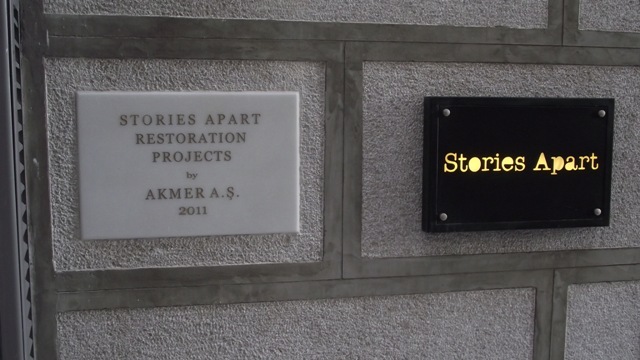 STORIES APART
RESTORATION
PROJECTS
by
AKMER A.Ş.
2011
Stories Apart